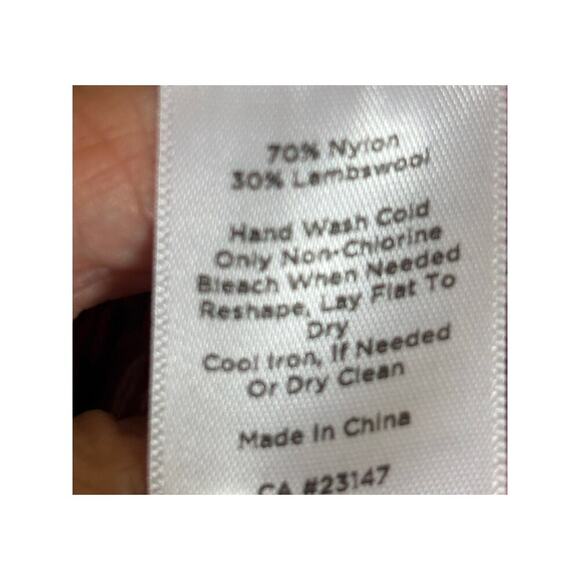 70% Nylon
30% Lambswool
Hand Wash Cold
Only Non-Chlorine
Bleach When Needed
Reshape, Lay Flat To
Dry
Cool Iron, If Needed
Or Dry Clean
Made In China
CA #23147